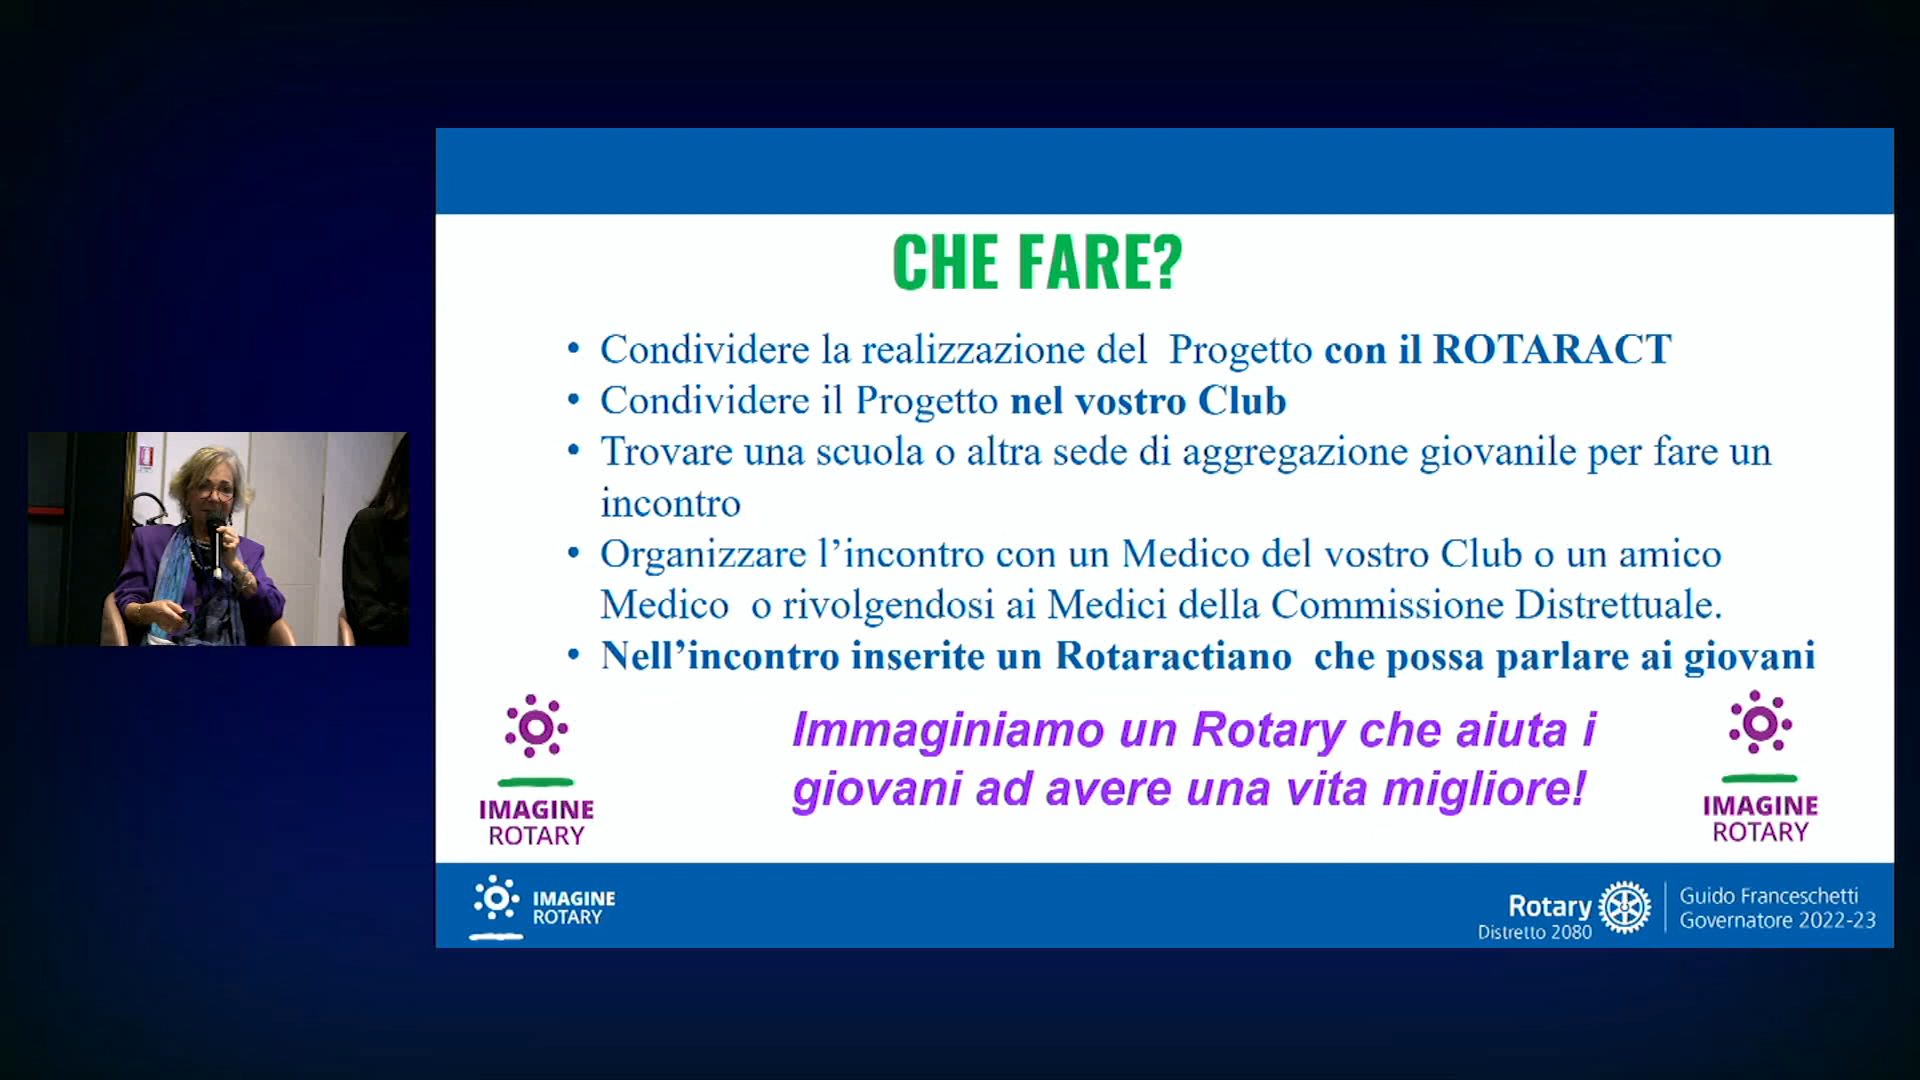 CHE FARE?
• Condividere la realizzazione del Progetto con il ROTARACT
• Condividere il Progetto nel vostro Club
• Trovare una scuola o altra sede di aggregazione giovanile per fare un
incontro
• Organizzare l’incontro con un Medico del vostro Club o un amico
Medico o rivolgendosi ai Medici della Commissione Distrettuale.
• Nell’incontro inserite un Rotaractiano che possa parlare ai giovani
Immaginiamo un Rotary che aiuta i
giovani ad avere una vita migliore!
IMAGINE
ROTARY
IMAGINE
ROTARY
IMAGINE
ROTARY
Rotary
Distretto 2080
Guido Franceschetti
Governatore 2022-23